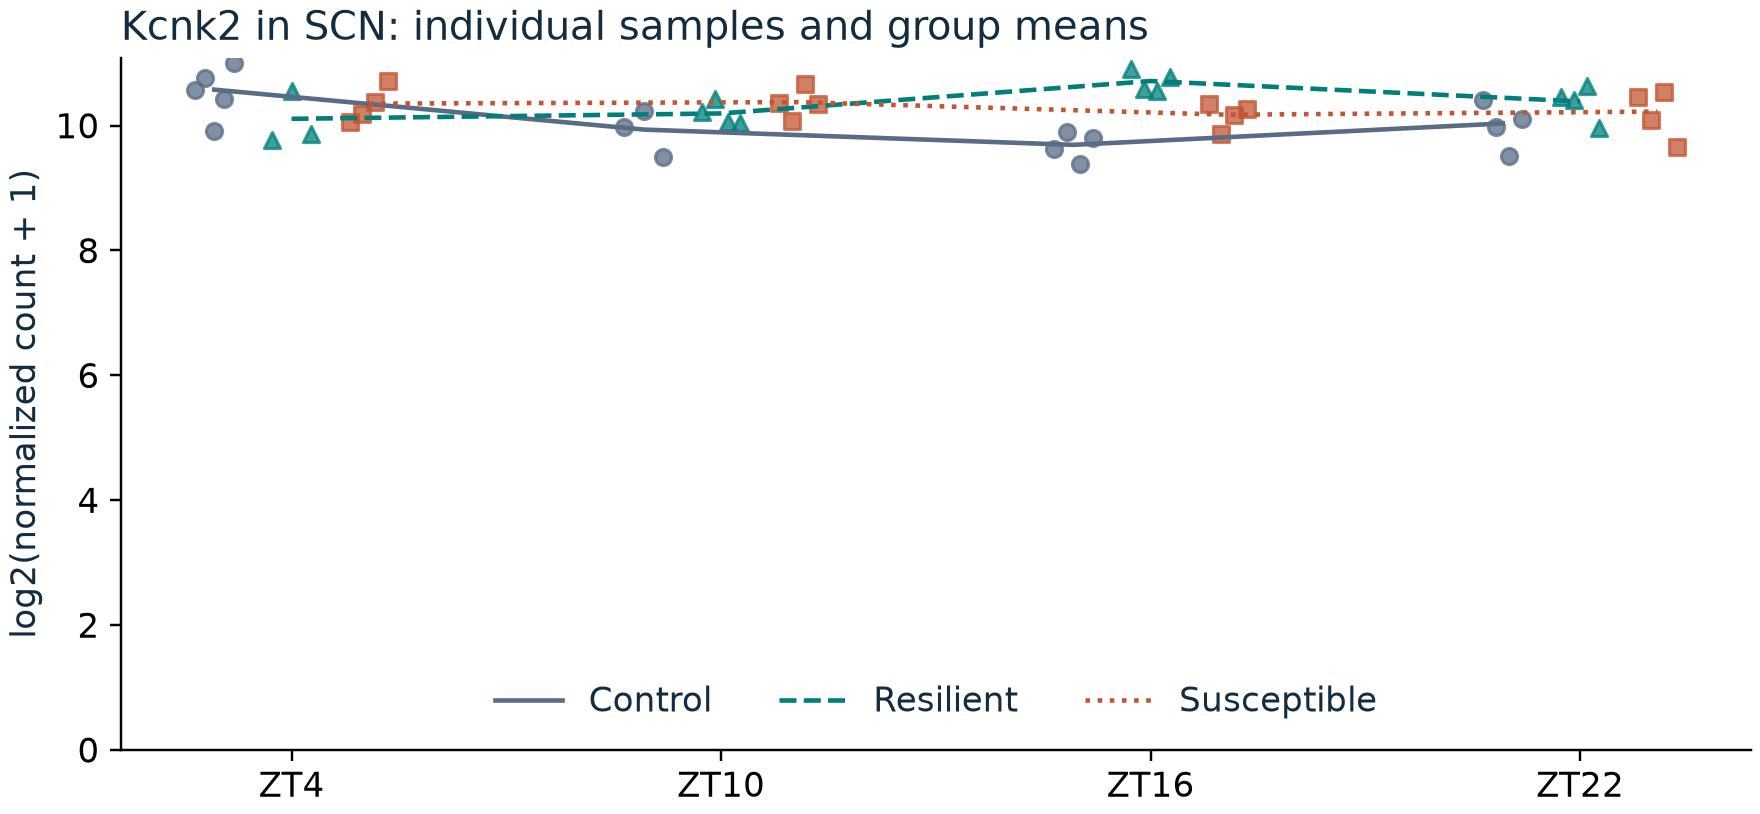 Kcnk2 in SCN: individual samples and group means
log2(normalized count + 1)
10
8
6
4
2
0
Control
Resilient
Susceptible
ZT4
ZT10
ZT16
ZT22